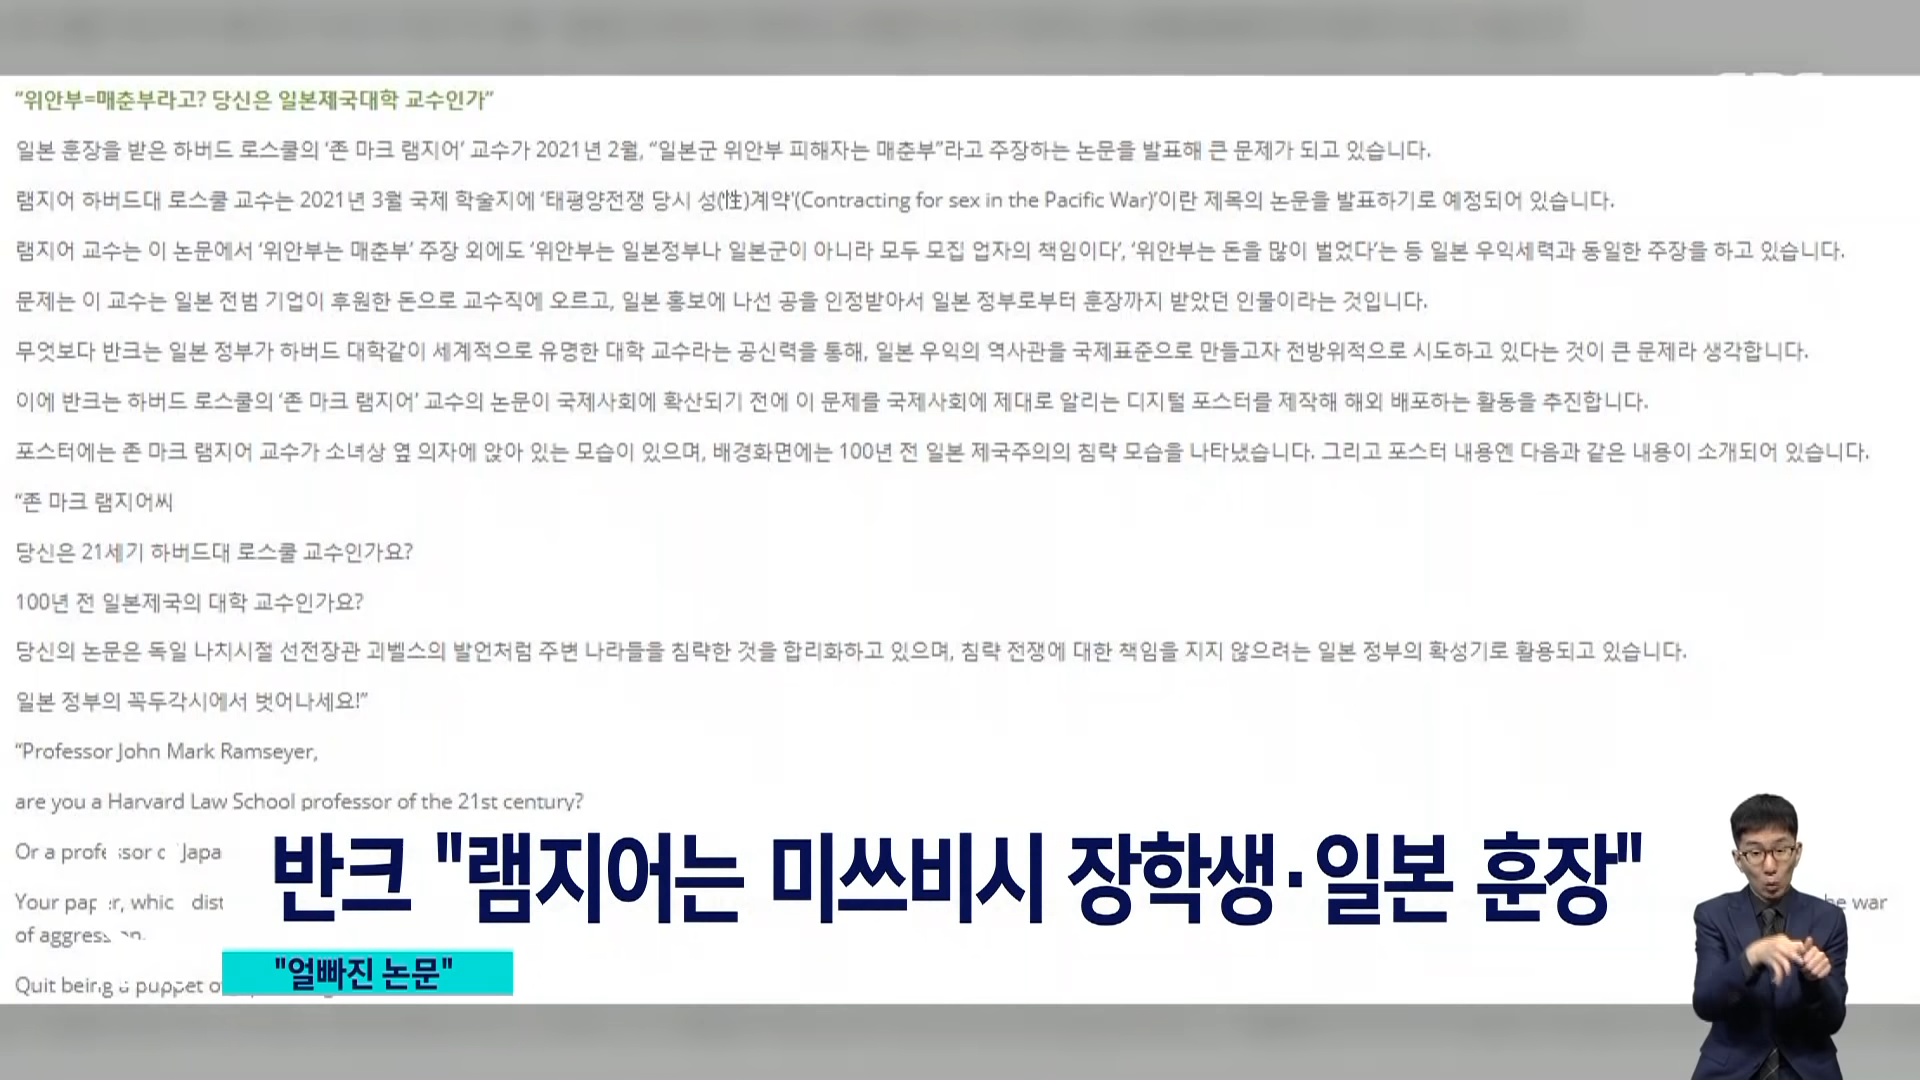 “위안부=매춘부라고? 당신은 일본제국대학 교수인가”
일본 훈장을 받은 하버드 로스쿨의 ‘존 마크 램지어’ 교수가 2021년 2월, “일본군 위안부 피해자는 매춘부”라고 주장하는 논문을 발표해 큰 문제가 되고 있습니다.
램지어 하버드대 로스쿨 교수는 2021년 3월 국제 학술지에 ‘태평양전쟁 당시 성(性)계약'(Contracting for sex in the Pacific War)’이란 제목의 논문을 발표하기로 예정되어 있습니다.
램지어 교수는 이 논문에서 ‘위안부는 매춘부’ 주장 외에도 ‘위안부는 일본정부나 일본군이 아니라 모두 모집 업자의 책임이다’, ‘위안부는 돈을 많이 벌었다’는 등 일본 우익세력과 동일한 주장을 하고 있습니다.
문제는 이 교수는 일본 전범 기업이 후원한 돈으로 교수직에 오르고, 일본 홍보에 나선 공을 인정받아서 일본 정부로부터 훈장까지 받았던 인물이라는 것입니다.
무엇보다 반크는 일본 정부가 하버드 대학같이 세계적으로 유명한 대학 교수라는 공신력을 통해, 일본 우익의 역사관을 국제표준으로 만들고자 전방위적으로 시도하고 있다는 것이 큰 문제라 생각합니다.
이에 반크는 하버드 로스쿨의 ‘존 마크 램지어’ 교수의 논문이 국제사회에 확산되기 전에 이 문제를 국제사회에 제대로 알리는 디지털 포스터를 제작해 해외 배포하는 활동을 추진합니다.
포스터에는 존 마크 램지어 교수가 소녀상 옆 의자에 앉아 있는 모습이 있으며, 배경화면에는 100년 전 일본 제국주의의 침략 모습을 나타냈습니다. 그리고 포스터 내용엔 다음과 같은 내용이 소개되어 있습니다.
“존 마크 램지어씨
당신은 21세기 하버드대 로스쿨 교수인가요?
100년 전 일본제국의 대학 교수인가요?
당신의 논문은 독일 나치시절 선전장관 괴벨스의 발언처럼 주변 나라들을 침략한 것을 합리화하고 있으며, 침략 전쟁에 대한 책임을 지지 않으려는 일본 정부의 확성기로 활용되고 있습니다.
일본 정부의 꼭두각시에서 벗어나세요!”
“Professor John Mark Ramseyer,
are you a Harvard Law School professor of the 21st century?
Or a professor
Your paper, war
of aggression.
Quit being a puppet
반크 "램지어는 미쓰비시 장학생·일본 훈장"
"얼빠진 논문"